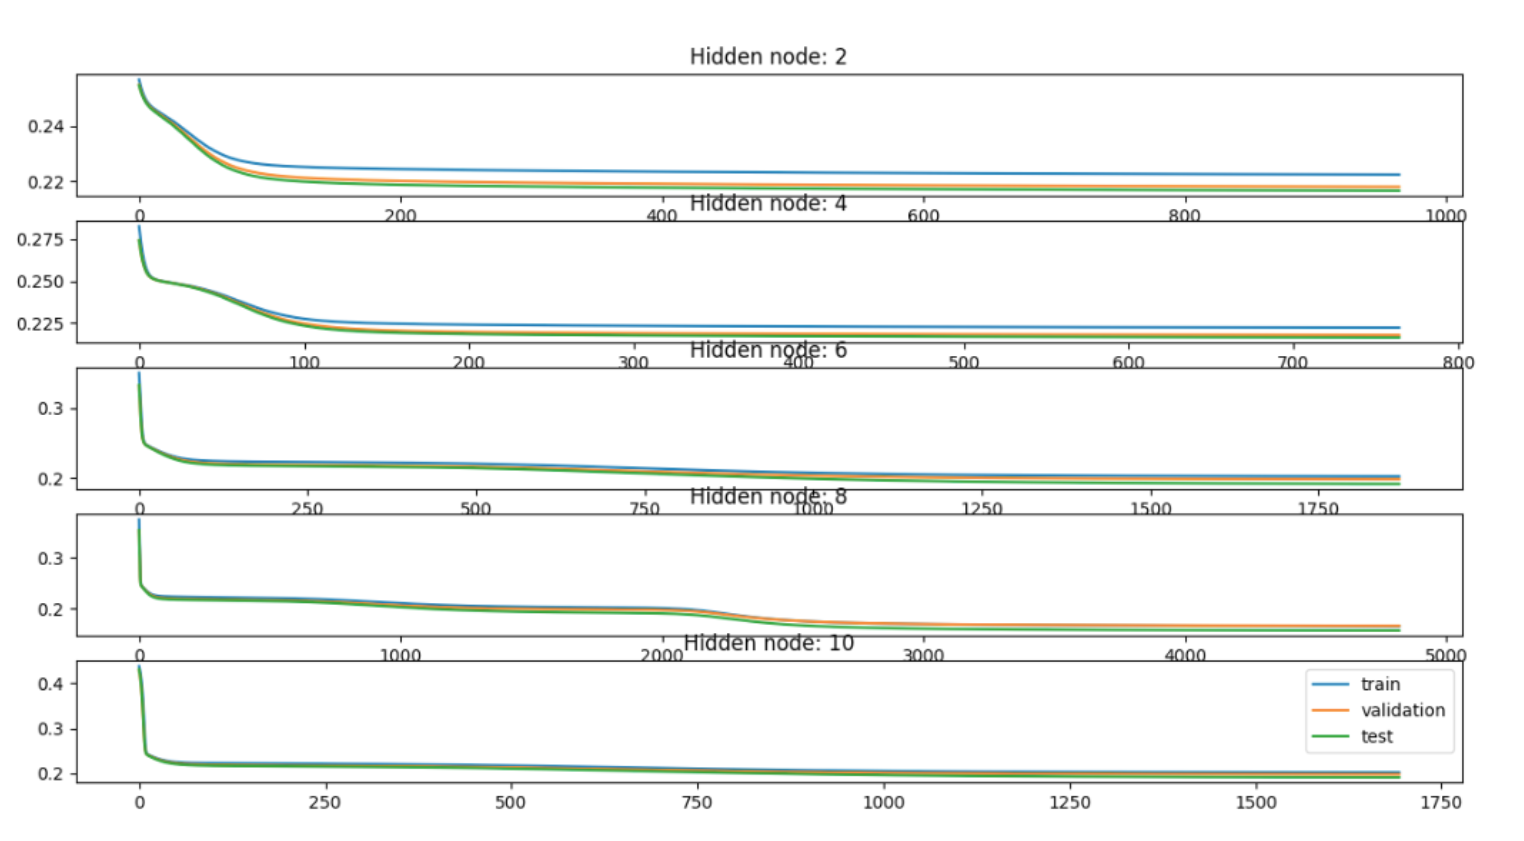 Hidden node: 2
0.24
0.22
0 200 400 600 800 1000
Hidden node: 4
0.275
0.250
0.225
0 100 200 300 400 500 600 700 800
Hidden node: 6
0.3
0.2
0 250 500 750 1000 1250 1500 1750
Hidden node: 8
0.3
0.2
0 1000 2000 3000 4000 5000
Hidden node: 10
0.4
0.3
0.2
train
validation
test
0 250 500 750 1000 1250 1500 1750